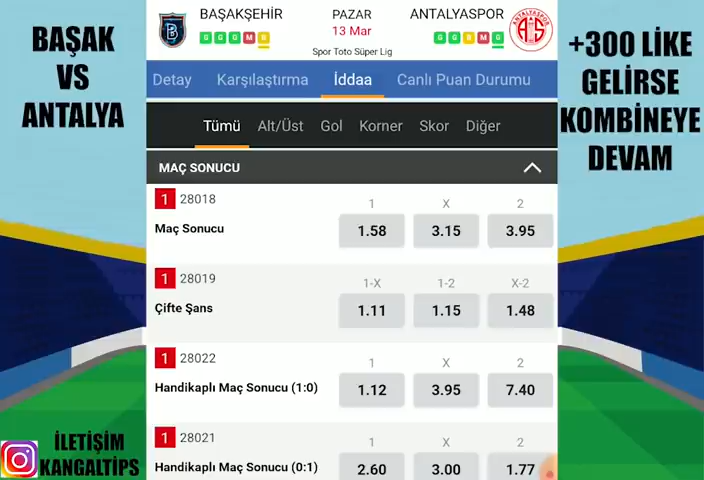 BAŞAK
VS
ANTALYA
BAŞAKŞEHİR
G G G M B
PAZAR
13 Mar
Spor Toto Süper Lig
ANTALYASPOR
G G B M G
+300 LİKE
GELİRSE
KOMBİNEYE
DEVAM
Detay Karşılaştırma İddaa Canlı Puan Durumu
Tümü Alt/Üst Gol Korner Skor Diğer
MAÇ SONUCU
1 28018
Maç Sonucu
1 X 2
1.58 3.15 3.95
1 28019
Çifte Şans
1-X 1-2 X-2
1.11 1.15 1.48
1 28022
Handikaplı Maç Sonucu (1:0)
1 X 2
1.12 3.95 7.40
1 28021
Handikaplı Maç Sonucu (0:1)
1 X 2
2.60 3.00 1.77
İLETİŞİM
KANGALTİPS